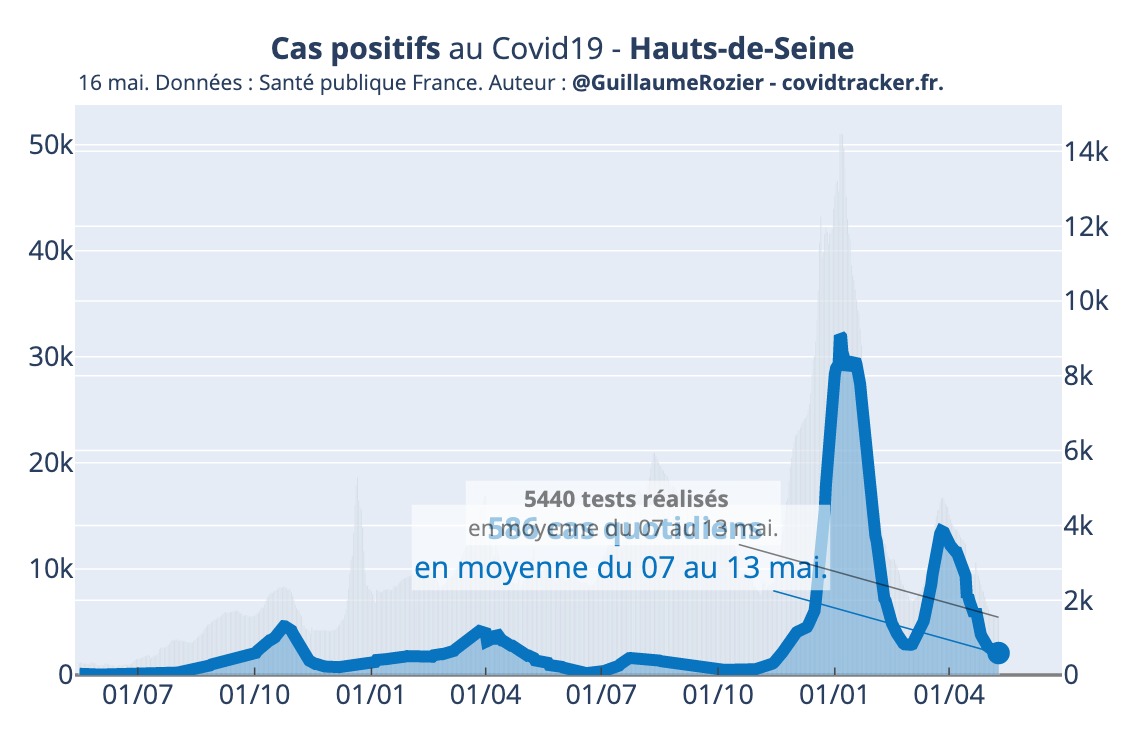 Cas positifs au Covid19 - Hauts-de-Seine
16 mai. Données : Santé publique France. Auteur : @GuillaumeRozier - covidtracker.fr.
50k
40k
30k
20k
10k
0
14k
12k
10k
8k
6k
4k
2k
0
5440 tests réalisés
en moyenne du 07 au 13 mai.
586 cas quotidiens
en moyenne du 07 au 13 mai.
01/07 01/10 01/01 01/04 01/07 01/10 01/01 01/04